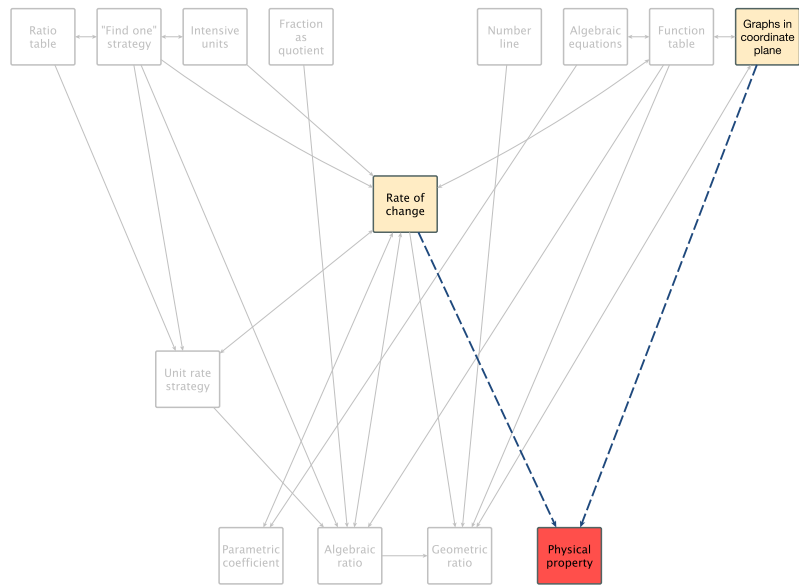 Ratio
table
"Find one"
strategy
Intensive
units
Fraction
as
quotient
Number
line
Algebraic
equations
Function
table
Graphs in
coordinate
plane
Rate of
change
Unit rate
strategy
Parametric
coefficient
Algebraic
ratio
Geometric
ratio
Physical
property